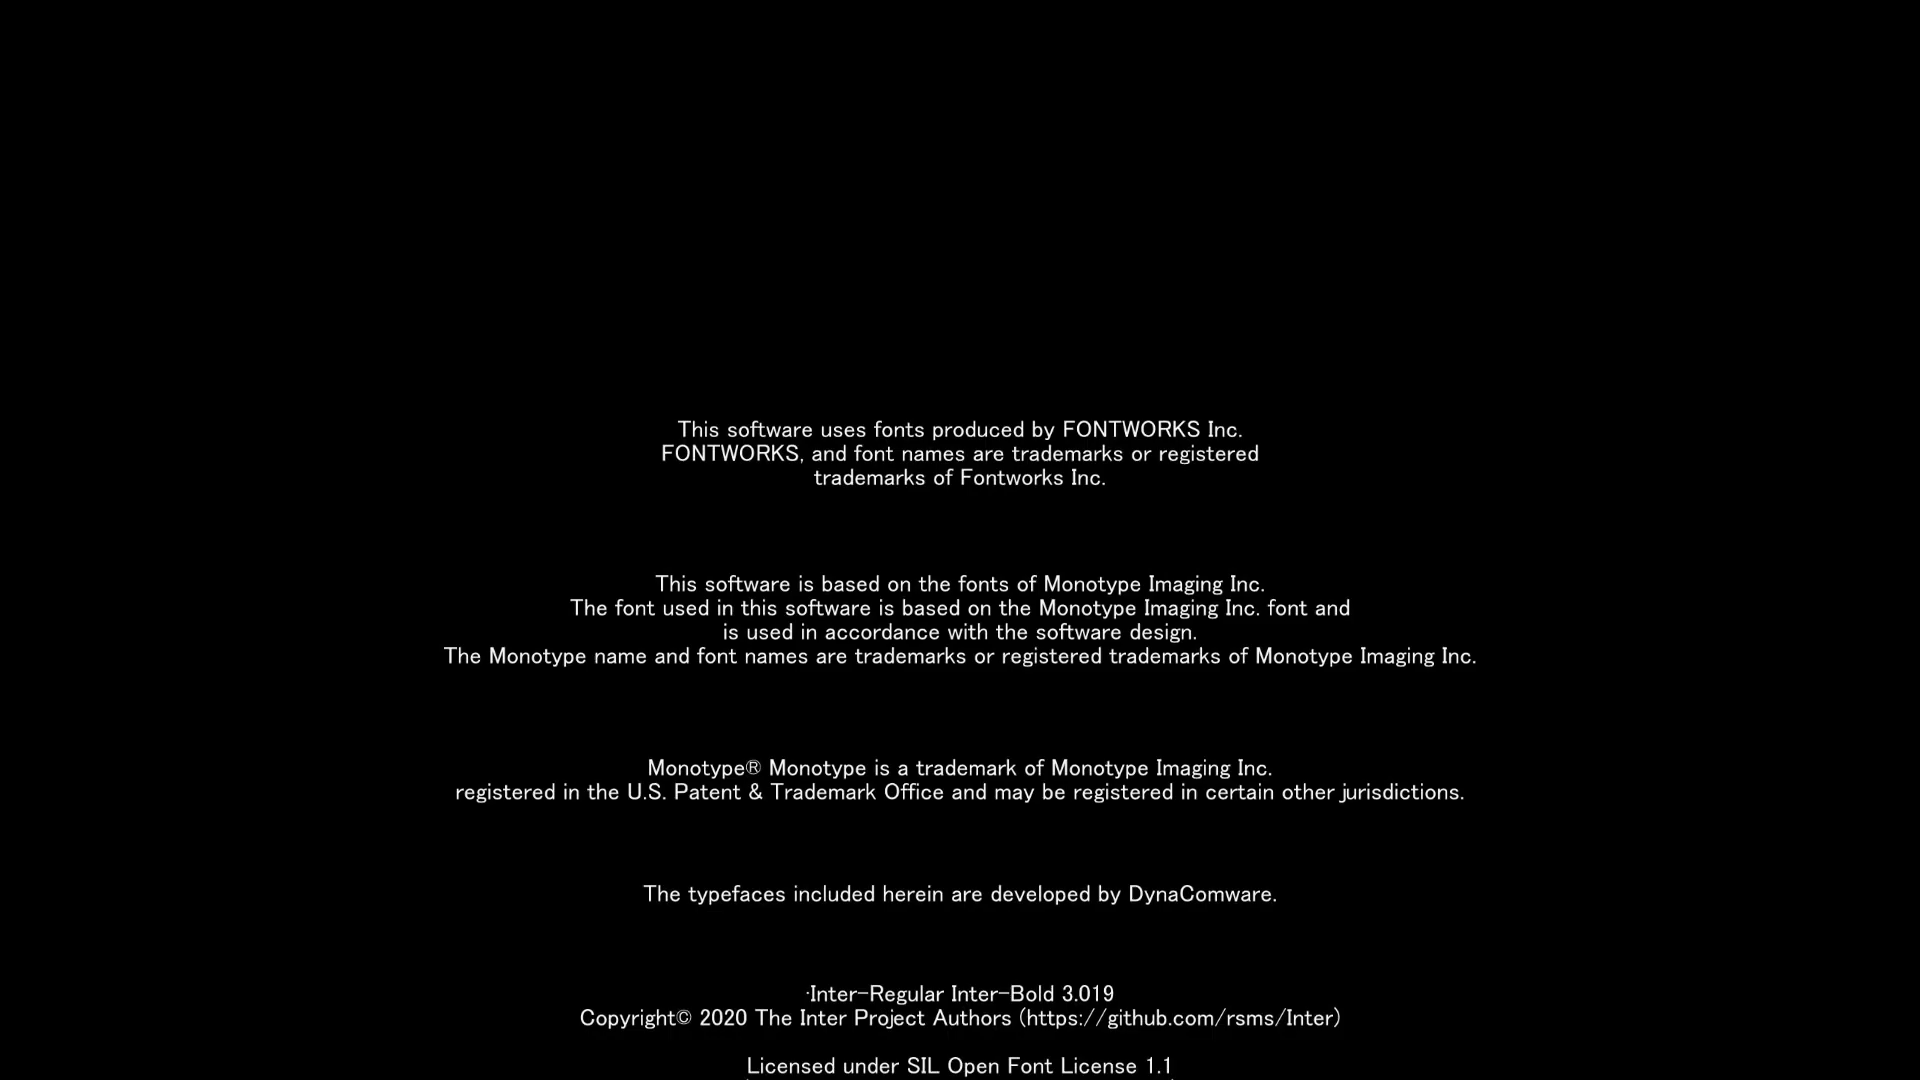 This software uses fonts produced by FONTWORKS Inc.
FONTWORKS, and font names are trademarks or registered
trademarks of Fontworks Inc.
This software is based on the fonts of Monotype Imaging Inc.
The font used in this software is based on the Monotype Imaging Inc. font and
is used in accordance with the software design.
The Monotype name and font names are trademarks or registered trademarks of Monotype Imaging Inc.
Monotype® Monotype is a trademark of Monotype Imaging Inc.
registered in the U.S. Patent & Trademark Office and may be registered in certain other jurisdictions.
The typefaces included herein are developed by DynaComware.
·Inter-Regular Inter-Bold 3.019
Copyright© 2020 The Inter Project Authors (https://github.com/rsms/Inter)
Licensed under SIL Open Font License 1.1